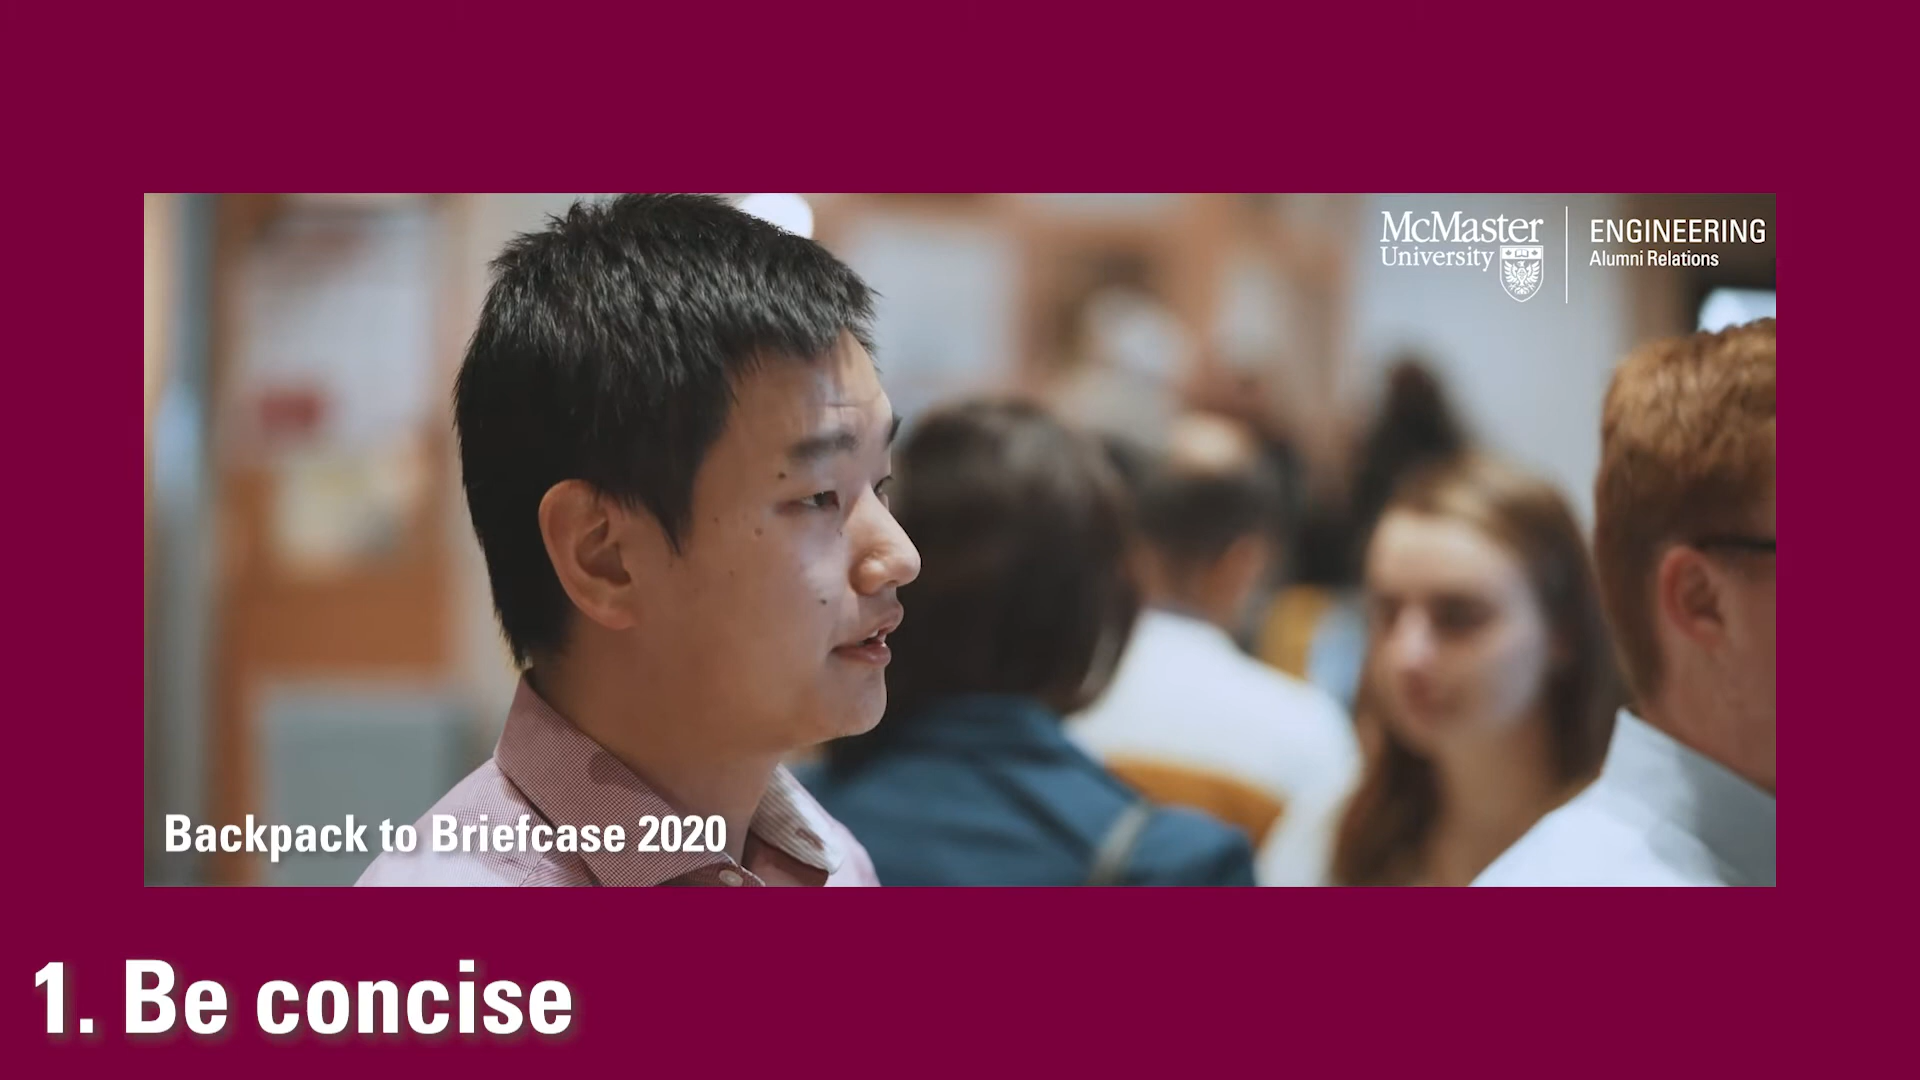 McMaster
University
ENGINEERING
Alumni Relations
Backpack to Briefcase 2020
1. Be concise